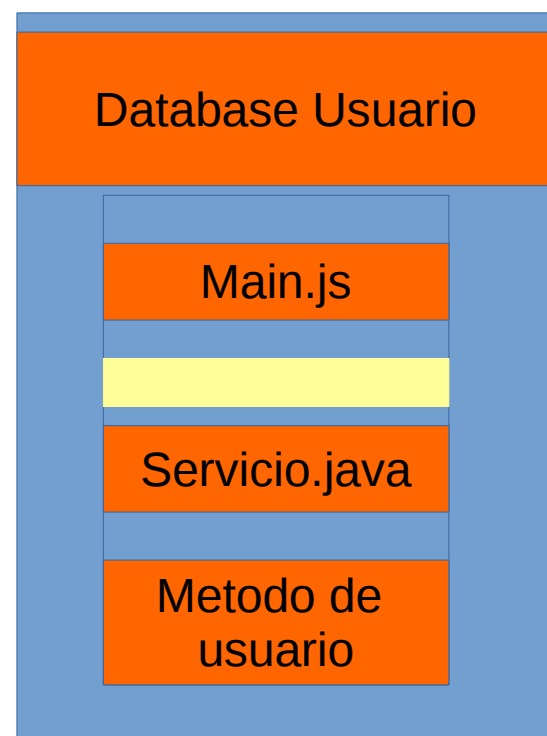 Database Usuario
Main.js
Servicio.java
Metodo de
usuario